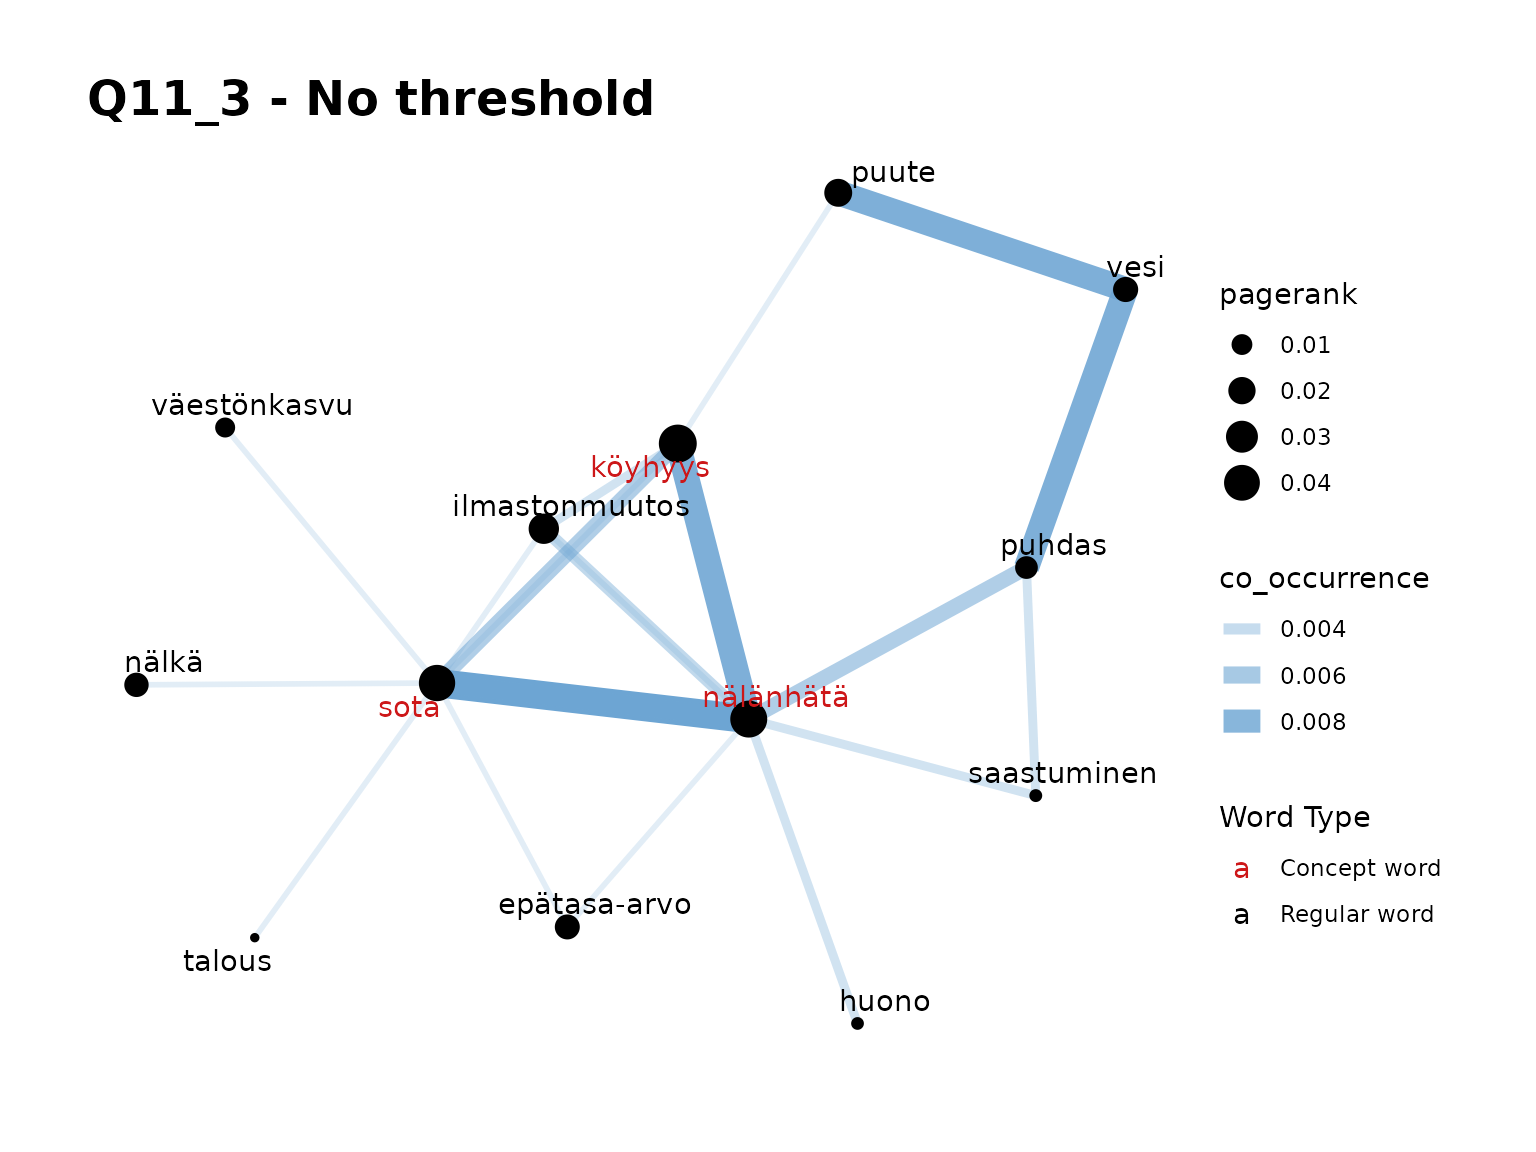 Q11_3 - No threshold
puute
vesi
väestönkasvu
köyhyys
ilmastonmuutos
puhdas
nälkä
sota
nälänhätä
saastuminen
epätasa-arvo
talous
huono
pagerank
0.01
0.02
0.03
0.04
co_occurrence
0.004
0.006
0.008
Word Type
a Concept word
a Regular word